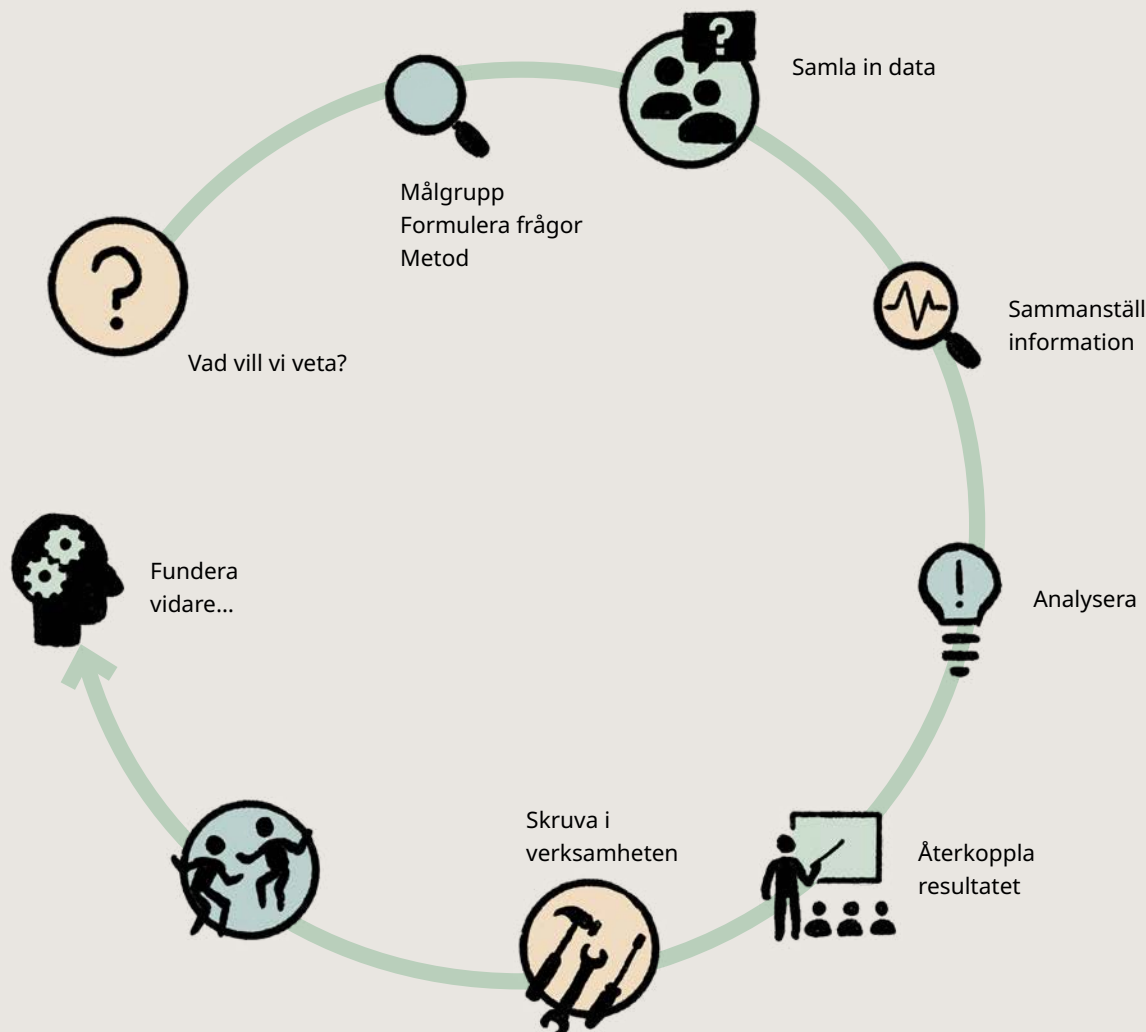 Vad vill vi veta?
Målgrupp
Formulera frågor
Metod
?
Samla in data
Sammanställ
information
!
Analysera
Återkoppla
resultatet
Skruva i
verksamheten
Fundera
vidare...